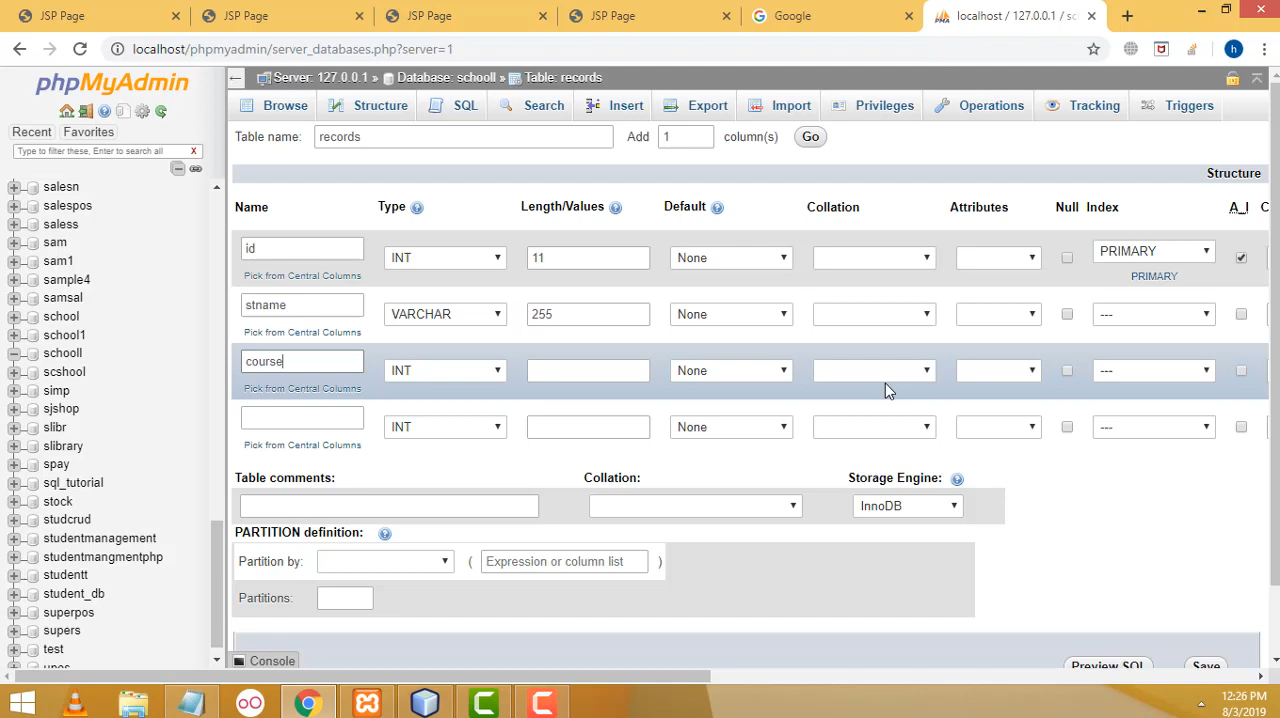 JSP Page
JSP Page
JSP Page
JSP Page
Google
localhost / 127.0.0.1 / sc
localhost/phpmyadmin/server_databases.php?server=1
h
phpMyAdmin
Recent
Favorites
Type to filter these, Enter to search all
X
salesn
salespos
saless
sam
sam1
sample4
samsal
school
school1
schooll
scshool
simp
sjshop
slibr
slibrary
spay
sql_tutorial
stock
studcrud
studentmanagement
studentmangmentphp
studentt
student_db
superpos
supers
test
Server: 127.0.0.1 » Database: schooll » Table: records
Browse
Structure
SQL
Search
Insert
Export
Import
Privileges
Operations
Tracking
Triggers
Table name:
records
Add
1
column(s)
Go
Structure
Name
Type
Length/Values
Default
Collation
Attributes
Null
Index
A_I
C
id
INT
11
None
PRIMARY
Pick from Central Columns
PRIMARY
stname
VARCHAR
255
None
---
Pick from Central Columns
course
INT
None
---
Pick from Central Columns
INT
None
---
Pick from Central Columns
Table comments:
Collation:
Storage Engine:
InnoDB
PARTITION definition:
Partition by:
(
Expression or column list
)
Partitions:
Preview SQL
Save
Console
12:26 PM
8/3/2019